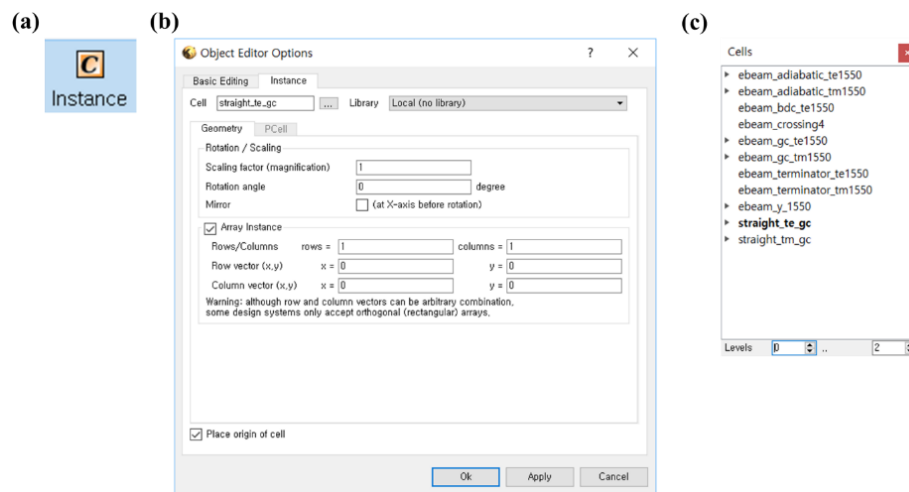 (a)
Instance
(b)
Object Editor Options
Basic Editing Instance
Cell straight_te_gc ... Library Local (no library)
Geometry PCell
Rotation / Scaling
Scaling factor (magnification) 1
Rotation angle 0 degree
Mirror (at X-axis before rotation)
Array Instance
Rows/Columns rows = 1 columns = 1
Row vector (x,y) x = 0 y = 0
Column vector (x,y) x = 0 y = 0
Warning: although row and column vectors can be arbitrary combination,
some design systems only accept orthogonal (rectangular) arrays.
Place origin of cell
Ok Apply Cancel
(c)
Cells
ebeam_adiabatic_te1550
ebeam_adiabatic_tm1550
ebeam_bdc_te1550
ebeam_crossing4
ebeam_gc_te1550
ebeam_gc_tm1550
ebeam_terminator_te1550
ebeam_terminator_tm1550
ebeam_y_1550
straight_te_gc
straight_tm_gc
Levels 0 .. 2